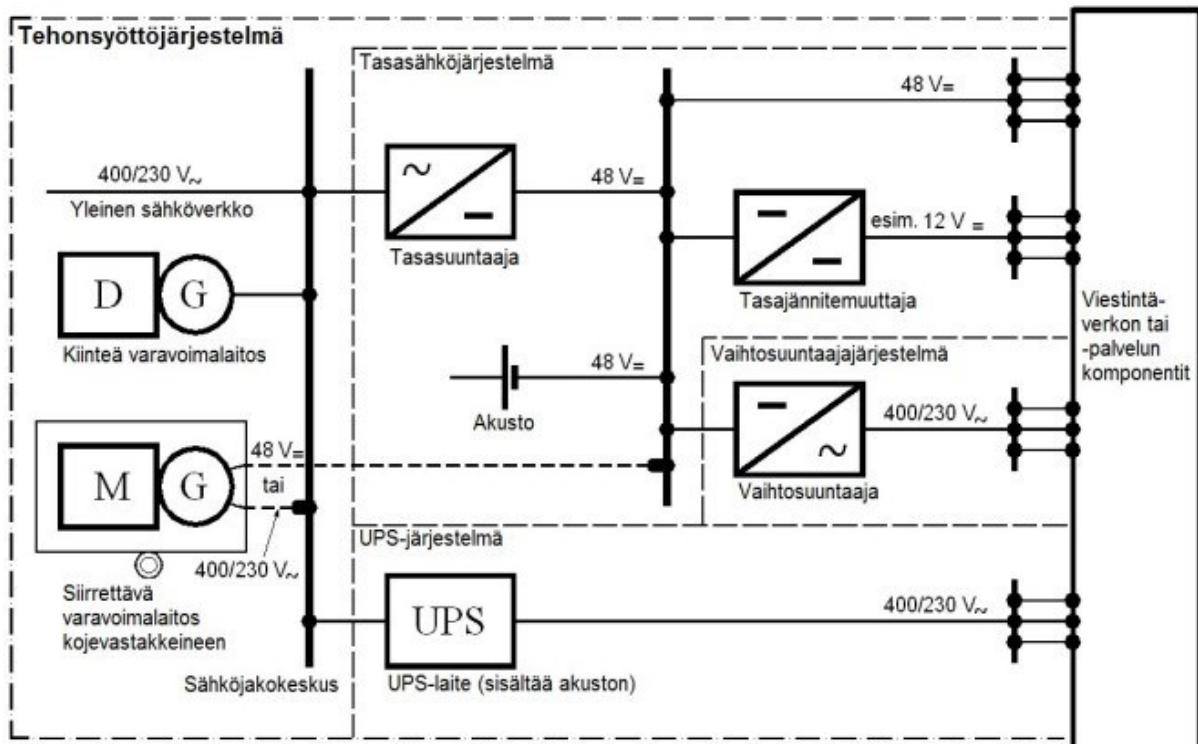 Tehonsyöttöjärjestelmä
Tasasähköjärjestelmä
48 V=
400/230 V~
Yleinen sähköverkko
~
48 V=
Tasasuuntaaja
esim. 12 V =
Tasajännitemuuttaja
D
G
Kiinteä varavoimalaitos
Viestintä-
verkon tai
-palvelun
komponentit
Vaihtosuuntaajajärjestelmä
48 V=
Akusto
400/230 V~
~
Vaihtosuuntaaja
M
G
48 V=
tai
400/230 V~
Siirrettävä
varavoimalaitos
kojevastakkeineen
UPS-järjestelmä
UPS
400/230 V~
Sähköjakokeskus
UPS-laite (sisältää akuston)